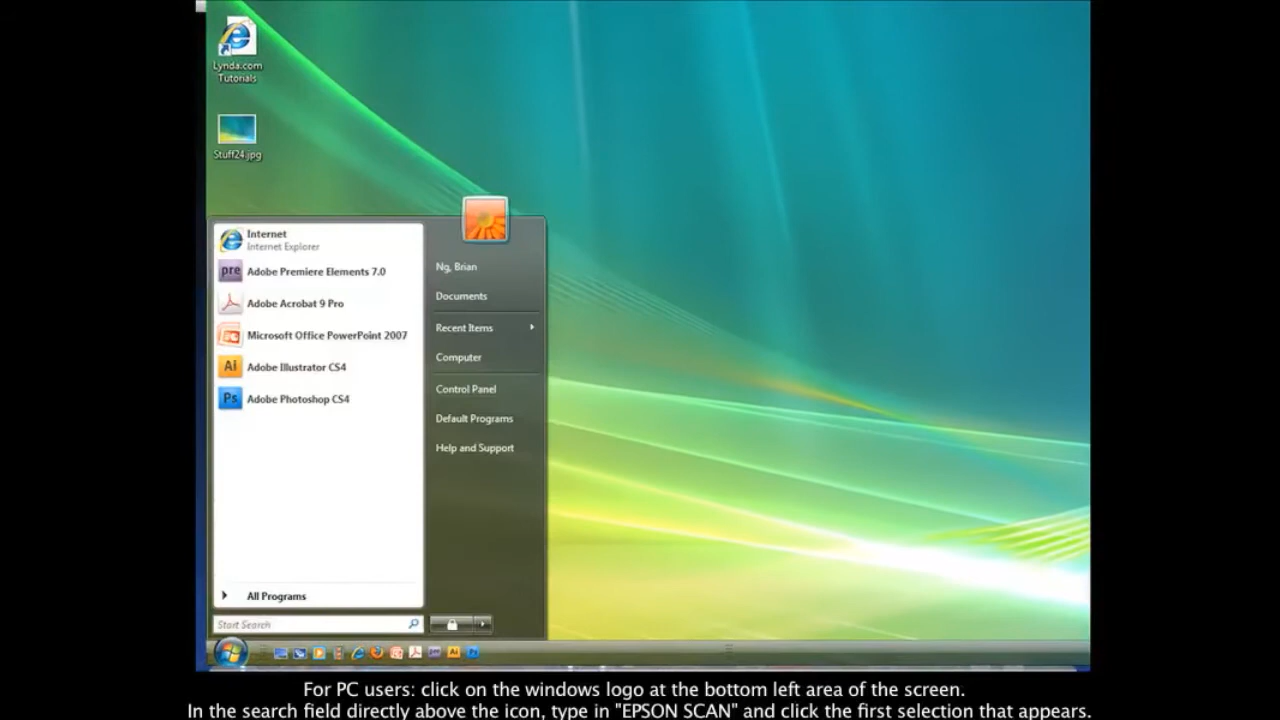 Lynda.com
Tutorials
Stuff24.jpg
Internet
Internet Explorer
pre Adobe Premiere Elements 7.0
Adobe Acrobat 9 Pro
Microsoft Office PowerPoint 2007
Ai Adobe Illustrator CS4
Ps Adobe Photoshop CS4
All Programs
Start Search
Ng, Brian
Documents
Recent Items
Computer
Control Panel
Default Programs
Help and Support
For PC users: click on the windows logo at the bottom left area of the screen.
In the search field directly above the icon, type in "EPSON SCAN" and click the first selection that appears.